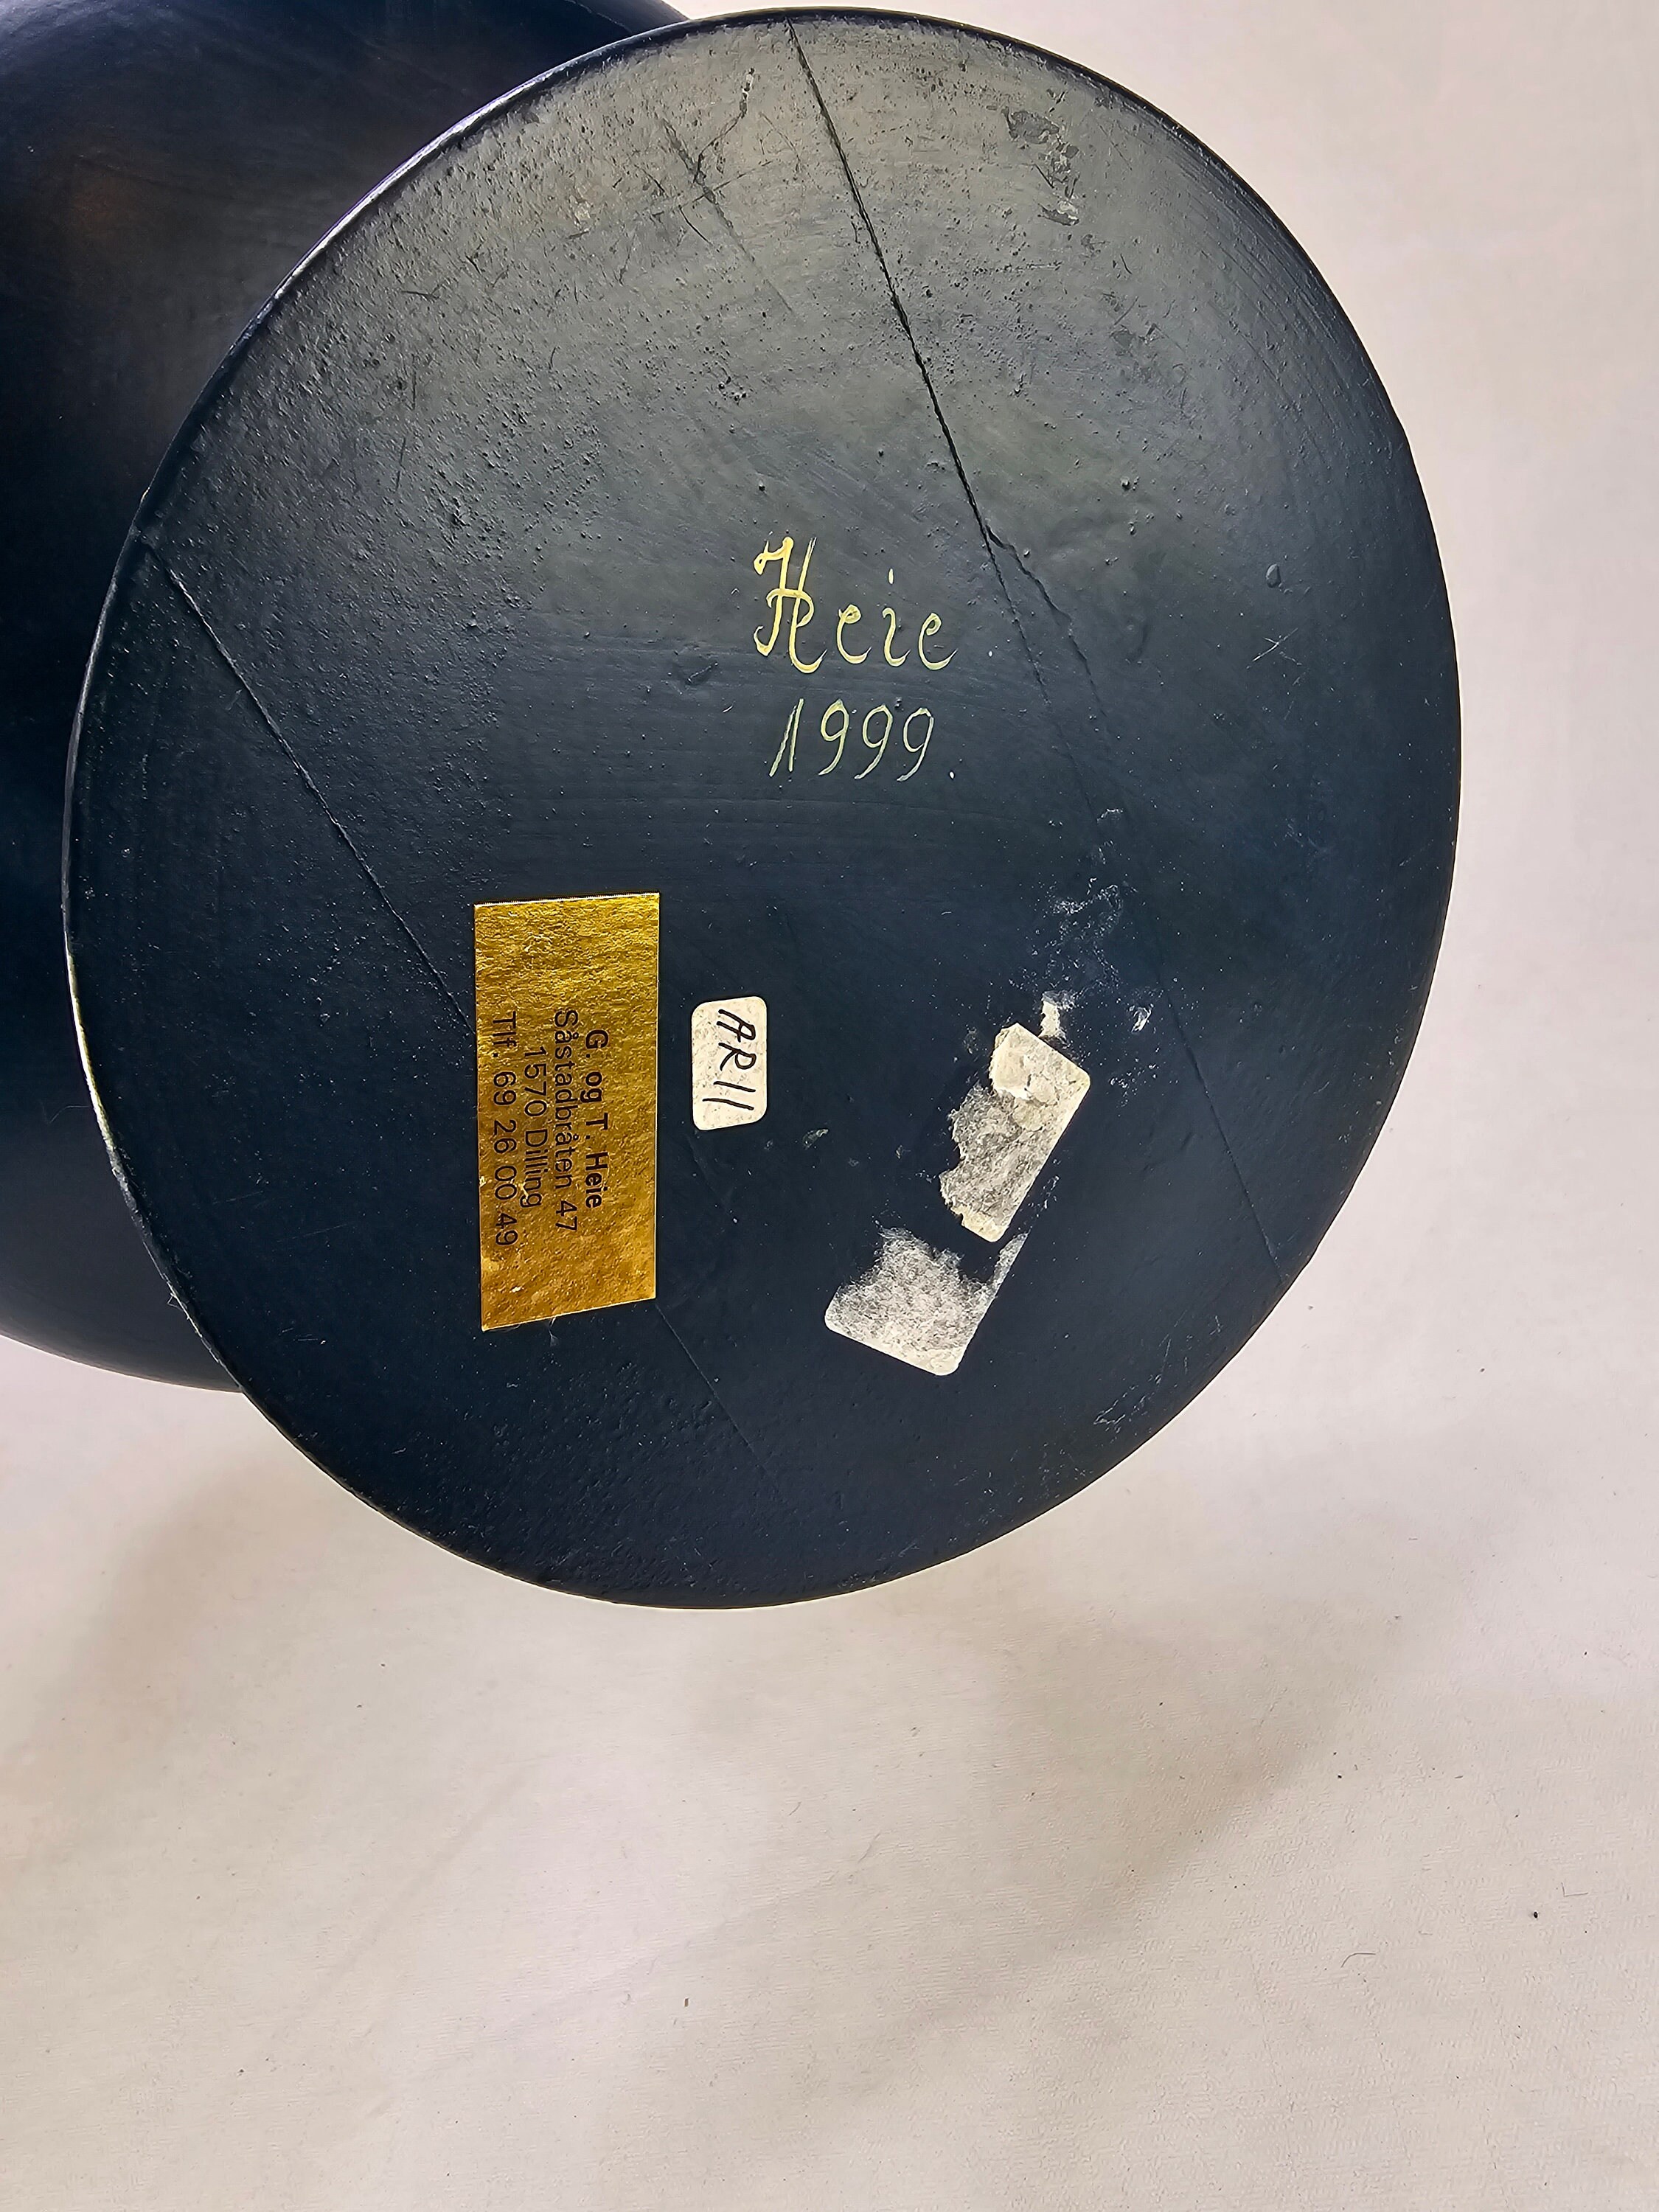 Heie
1999.
G. og T. Heie
Såstadbråten 47
1570 Dilling
Tlf. 69 26 00 49
AR11